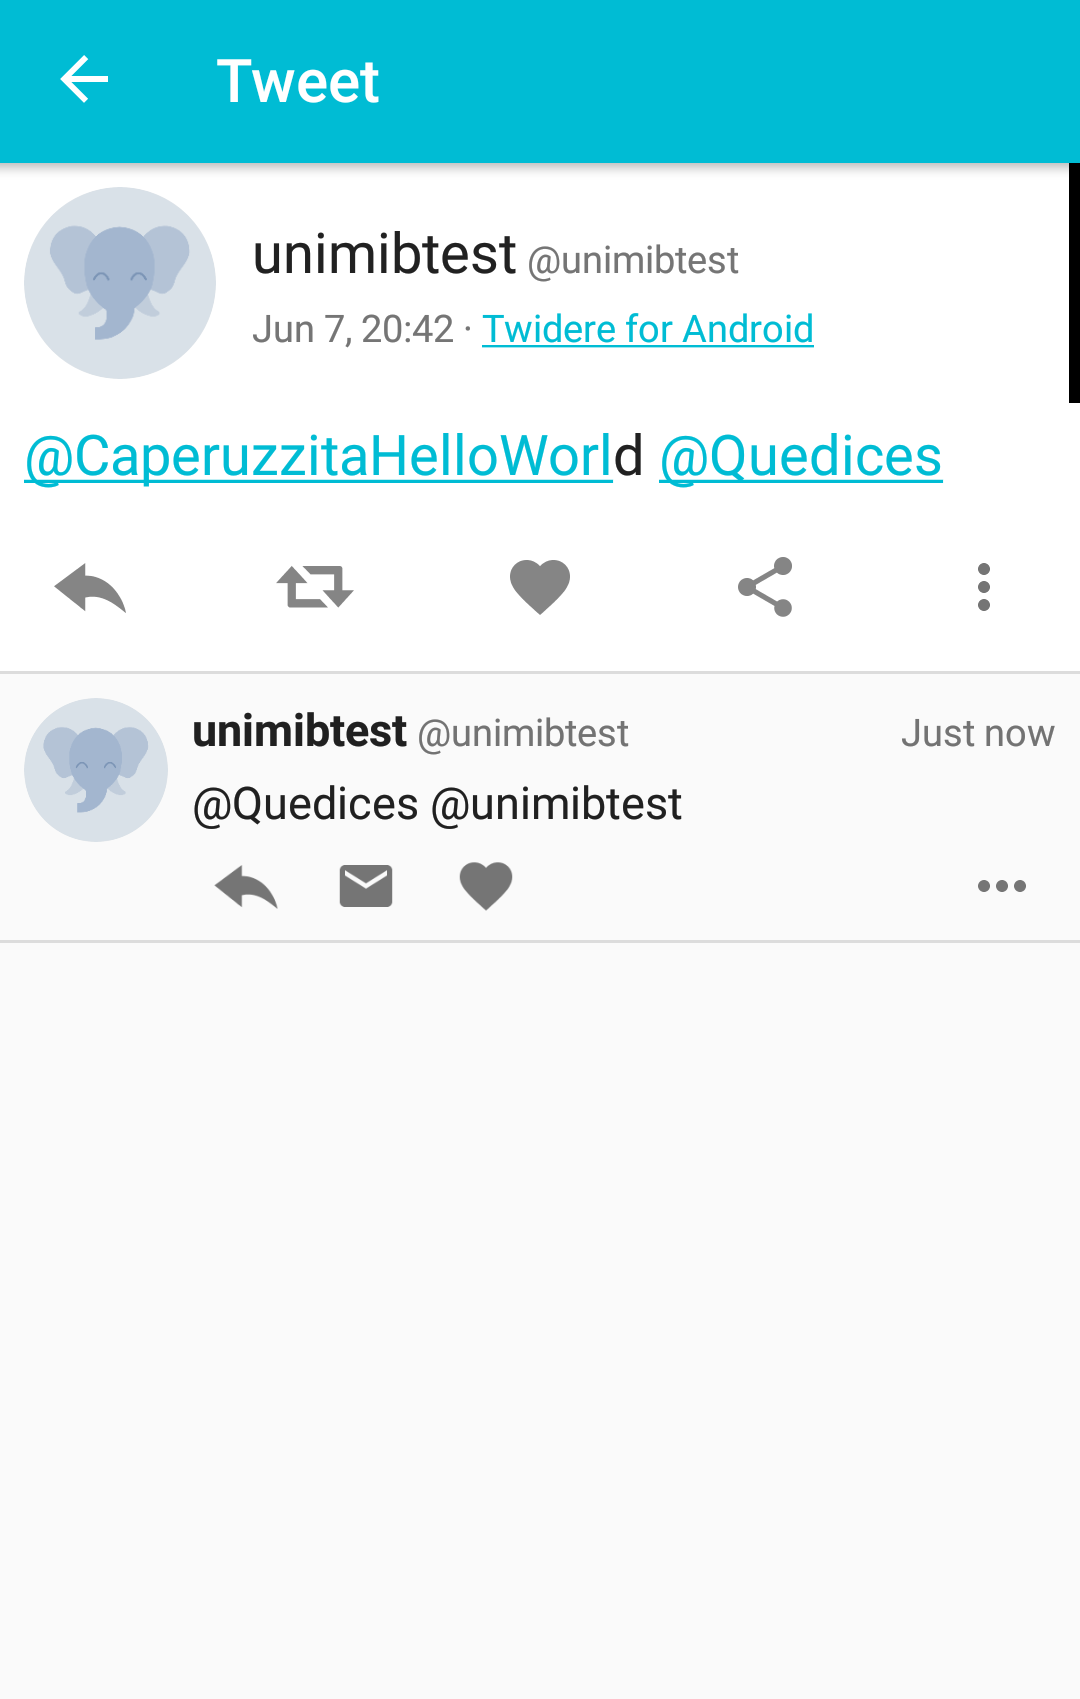 Tweet
unimibtest @unimibtest
Jun 7, 20:42 · Twidere for Android
@CaperuzzitaHelloWorld @Quedices
unimibtest @unimibtest Just now
@Quedices @unimibtest